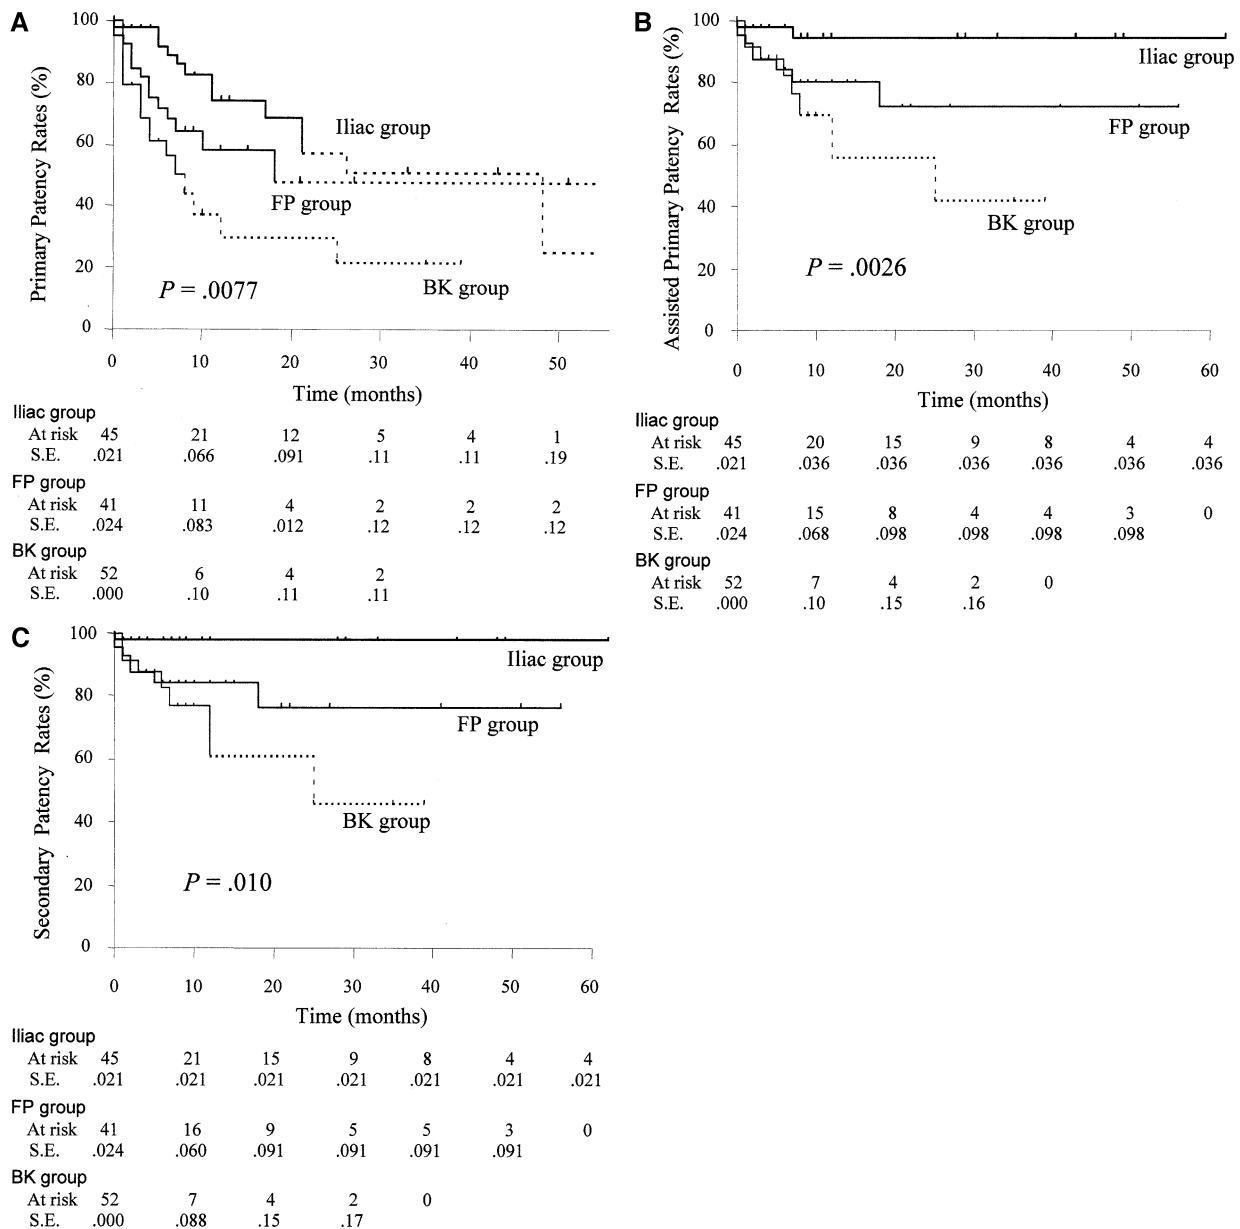 A
Primary Patency Rates (%)
100
80
60
40
20
0
Iliac group
FP group
BK group
P = .0077
0 10 20 30 40 50
Time (months)
Iliac group
At risk 45 21 12 5 4 1
S.E. .021 .066 .091 .11 .11 .19
FP group
At risk 41 11 4 2 2 2
S.E. .024 .083 .012 .12 .12 .12
BK group
At risk 52 6 4 2
S.E. .000 .10 .11 .11
B
Assisted Primary Patency Rates (%)
100
80
60
40
20
0
Iliac group
FP group
BK group
P = .0026
0 10 20 30 40 50 60
Time (months)
Iliac group
At risk 45 20 15 9 8 4 4
S.E. .021 .036 .036 .036 .036 .036 .036
FP group
At risk 41 15 8 4 4 3 0
S.E. .024 .068 .098 .098 .098 .098
BK group
At risk 52 7 4 2 0
S.E. .000 .10 .15 .16
C
Secondary Patency Rates (%)
100
80
60
40
20
0
Iliac group
FP group
BK group
P = .010
0 10 20 30 40 50 60
Time (months)
Iliac group
At risk 45 21 15 9 8 4 4
S.E. .021 .021 .021 .021 .021 .021 .021
FP group
At risk 41 16 9 5 5 3 0
S.E. .024 .060 .091 .091 .091 .091
BK group
At risk 52 7 4 2 0
S.E. .000 .088 .15 .17